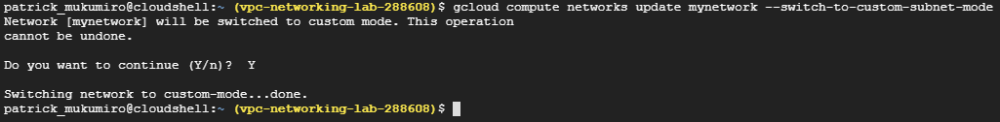 patrick_mukumiro@cloudshell:~ (vpc-networking-lab-288608)$ gcloud compute networks update mynetwork --switch-to-custom-subnet-mode
Network [mynetwork] will be switched to custom mode. This operation
cannot be undone.
Do you want to continue (Y/n)?  Y
Switching network to custom-mode...done.
patrick_mukumiro@cloudshell:~ (vpc-networking-lab-288608)$